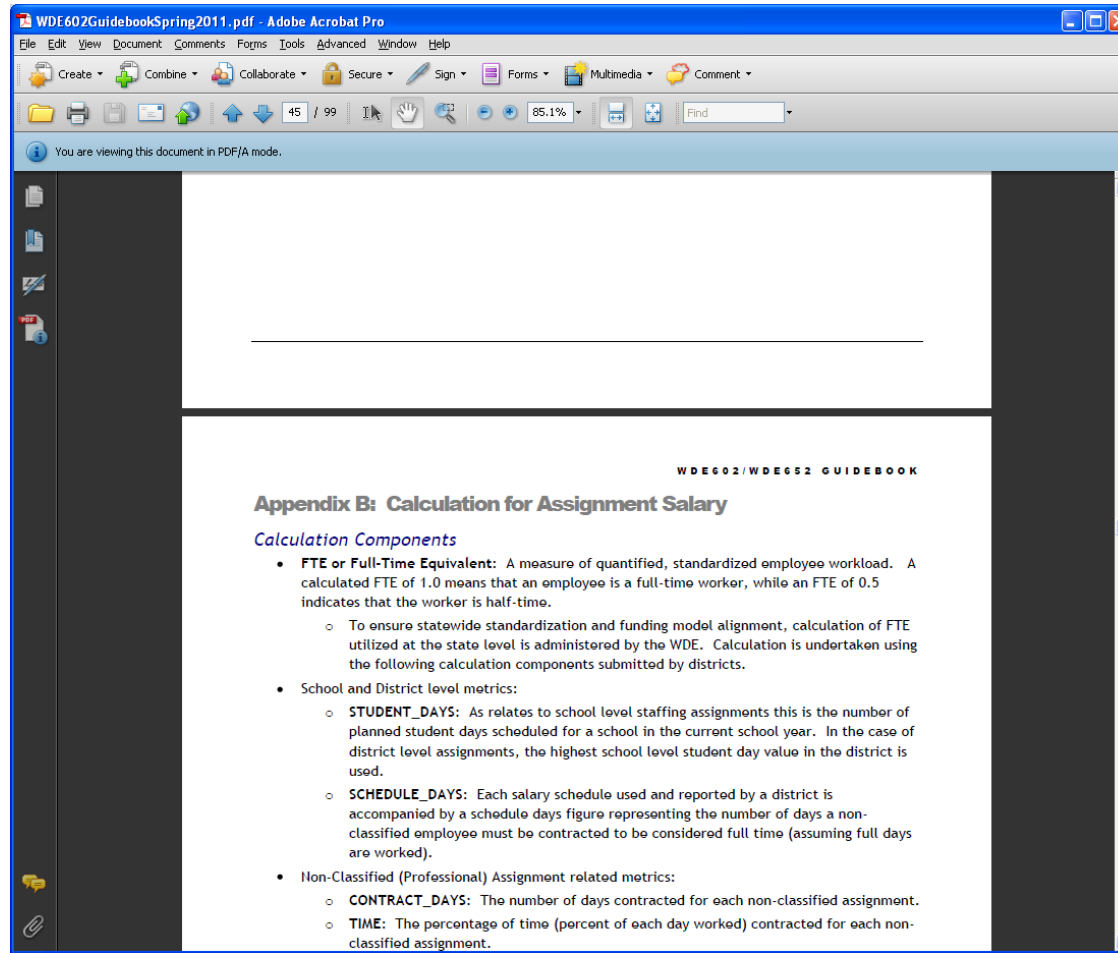 WDE602GuidebookSpring2011.pdf - Adobe Acrobat Pro
File Edit View Document Comments Forms Tools Advanced Window Help
Create Combine Collaborate Secure Sign Forms Multimedia Comment
45 / 99 85.1% Find
You are viewing this document in PDF/A mode.
PDF
WDE602/WDE652 GUIDEBOOK
Appendix B: Calculation for Assignment Salary
Calculation Components
• FTE or Full-Time Equivalent: A measure of quantified, standardized employee workload. A
calculated FTE of 1.0 means that an employee is a full-time worker, while an FTE of 0.5
indicates that the worker is half-time.
o To ensure statewide standardization and funding model alignment, calculation of FTE
utilized at the state level is administered by the WDE. Calculation is undertaken using
the following calculation components submitted by districts.
• School and District level metrics:
o STUDENT_DAYS: As relates to school level staffing assignments this is the number of
planned student days scheduled for a school in the current school year. In the case of
district level assignments, the highest school level student day value in the district is
used.
o SCHEDULE_DAYS: Each salary schedule used and reported by a district is
accompanied by a schedule days figure representing the number of days a non-
classified employee must be contracted to be considered full time (assuming full days
are worked).
• Non-Classified (Professional) Assignment related metrics:
o CONTRACT_DAYS: The number of days contracted for each non-classified assignment.
o TIME: The percentage of time (percent of each day worked) contracted for each non-
classified assignment.